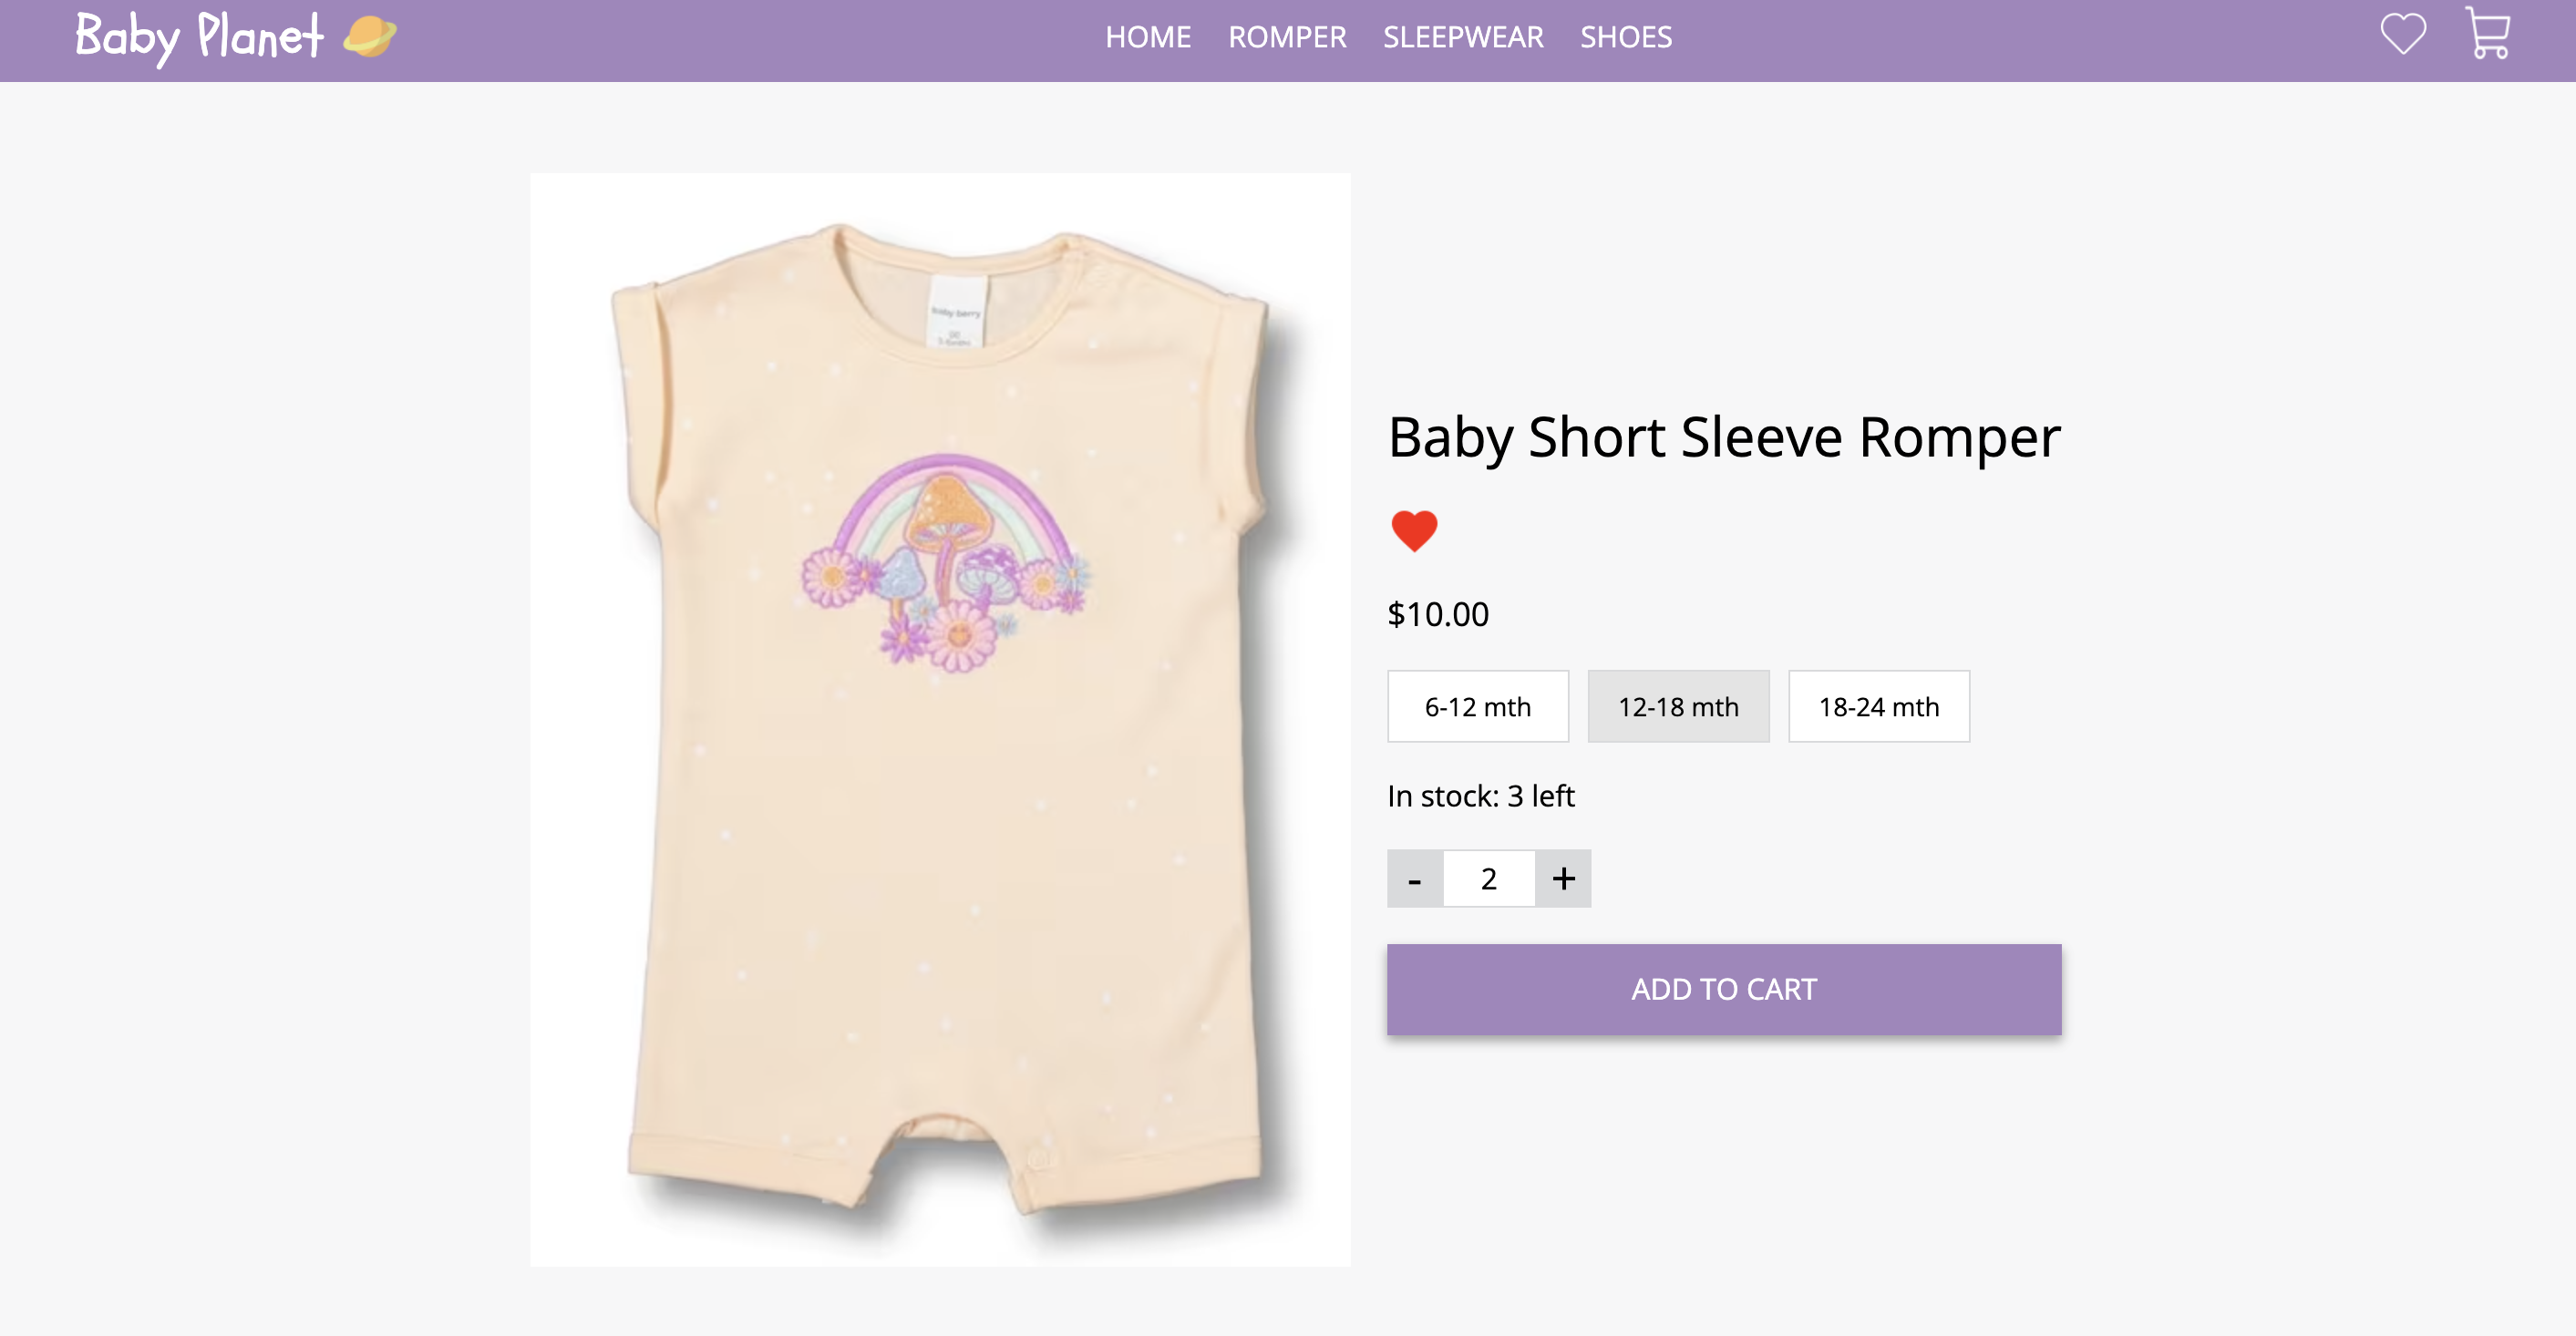 Baby Planet
HOME ROMPER SLEEPWEAR SHOES
baby berry
Baby Short Sleeve Romper
$10.00
6-12 mth 12-18 mth 18-24 mth
In stock: 3 left
- 2 +
ADD TO CART